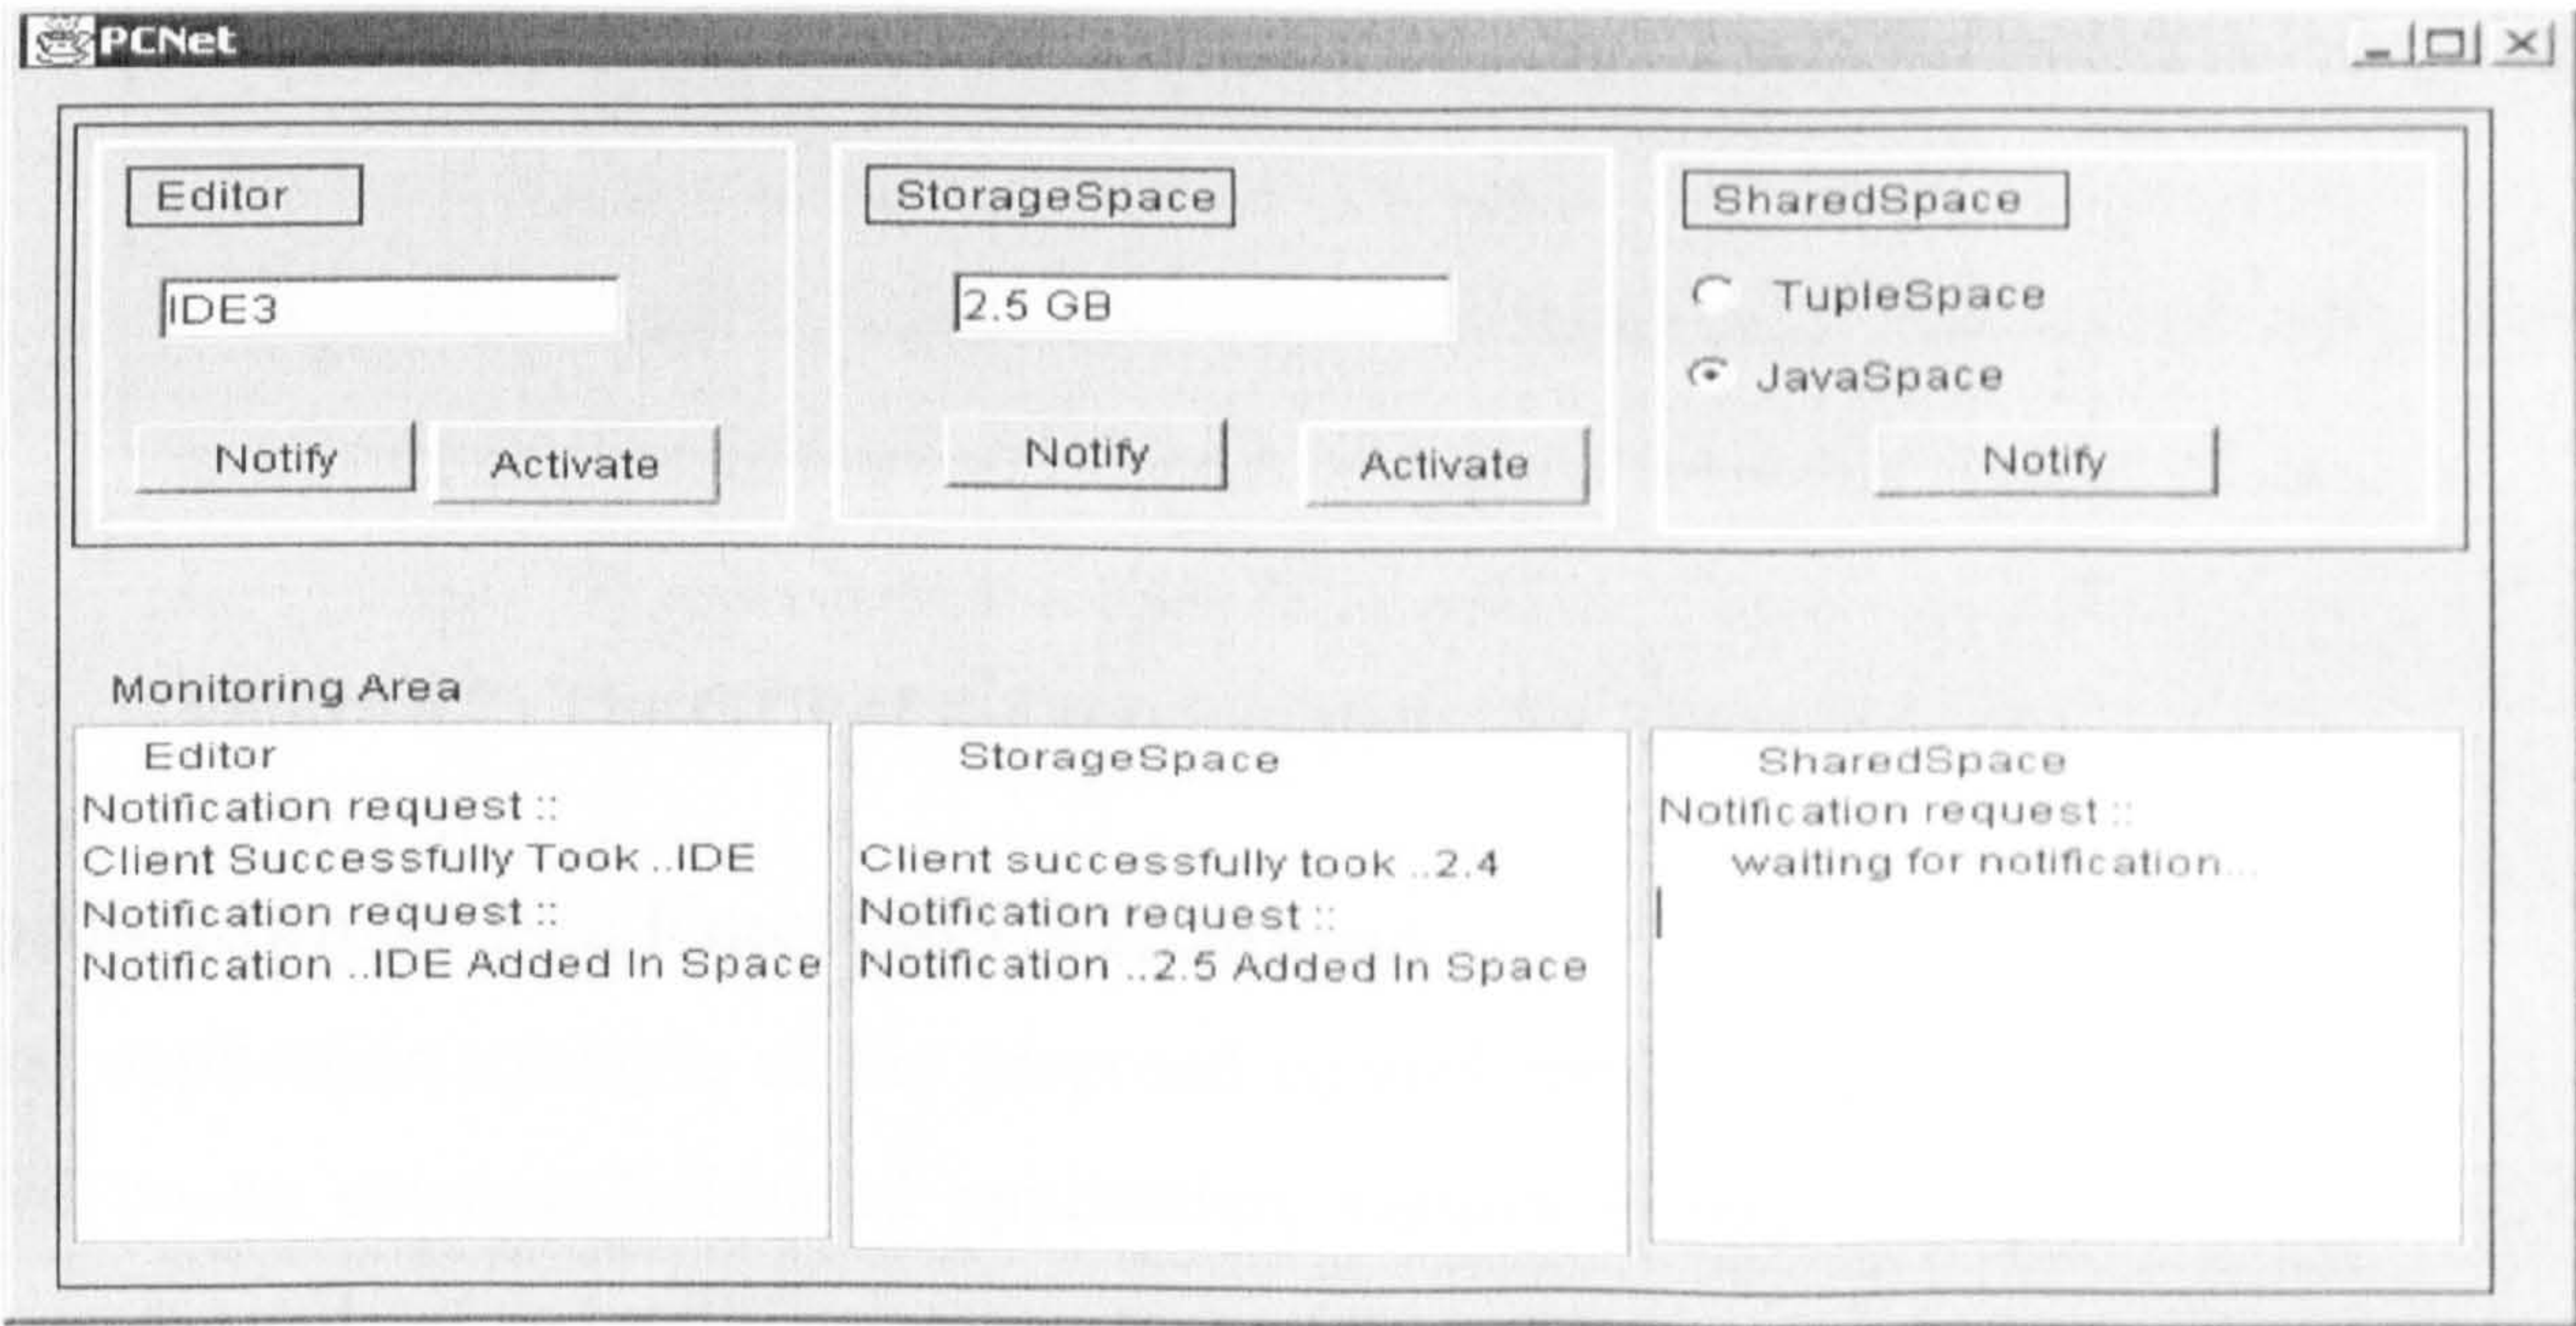 PCNet
Editor
IDE3
Notify
Activate
StorageSpace
2.5 GB
Notify
Activate
SharedSpace
TupleSpace
JavaSpace
Notify
Monitoring Area
Editor
Notification request ::
Client Successfully Took ..IDE
Notification request ::
Notification ..IDE Added In Space
StorageSpace
Client successfully took ..2.4
Notification request ::
Notification ..2.5 Added In Space
SharedSpace
Notification request ::
waiting for notification...